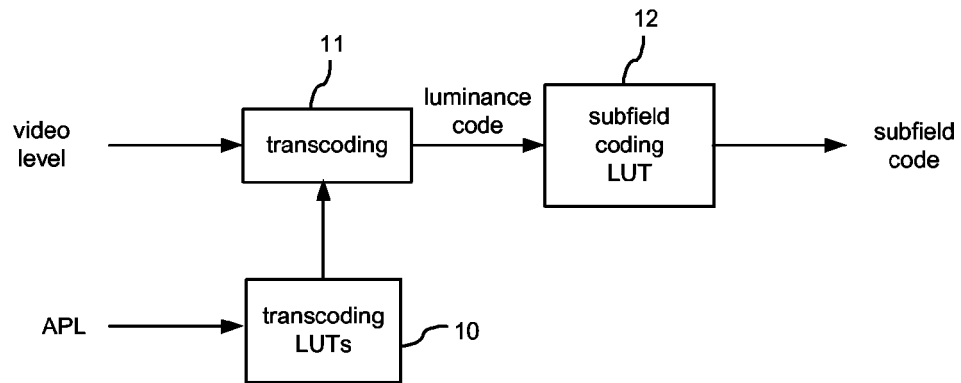 11
12
video
level
transcoding
luminance
code
subfield
coding
LUT
subfield
code
APL
transcoding
LUTs
10